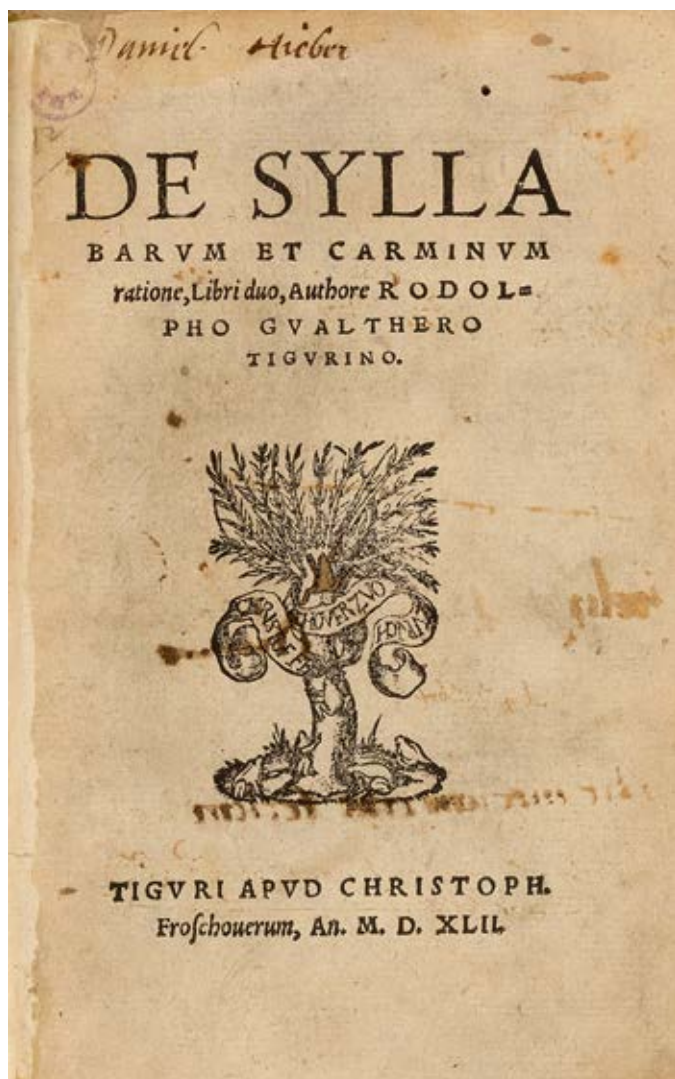 Daniel Hieber
DE SYLLA
BARVM ET CARMINVM
ratione, Libri duo, Authore RODOL=
PHO GVALTHERO
TIGVRINO.
TIGVRI APVD CHRISTOPH.
Froſchouerum, An. M. D. XLII.